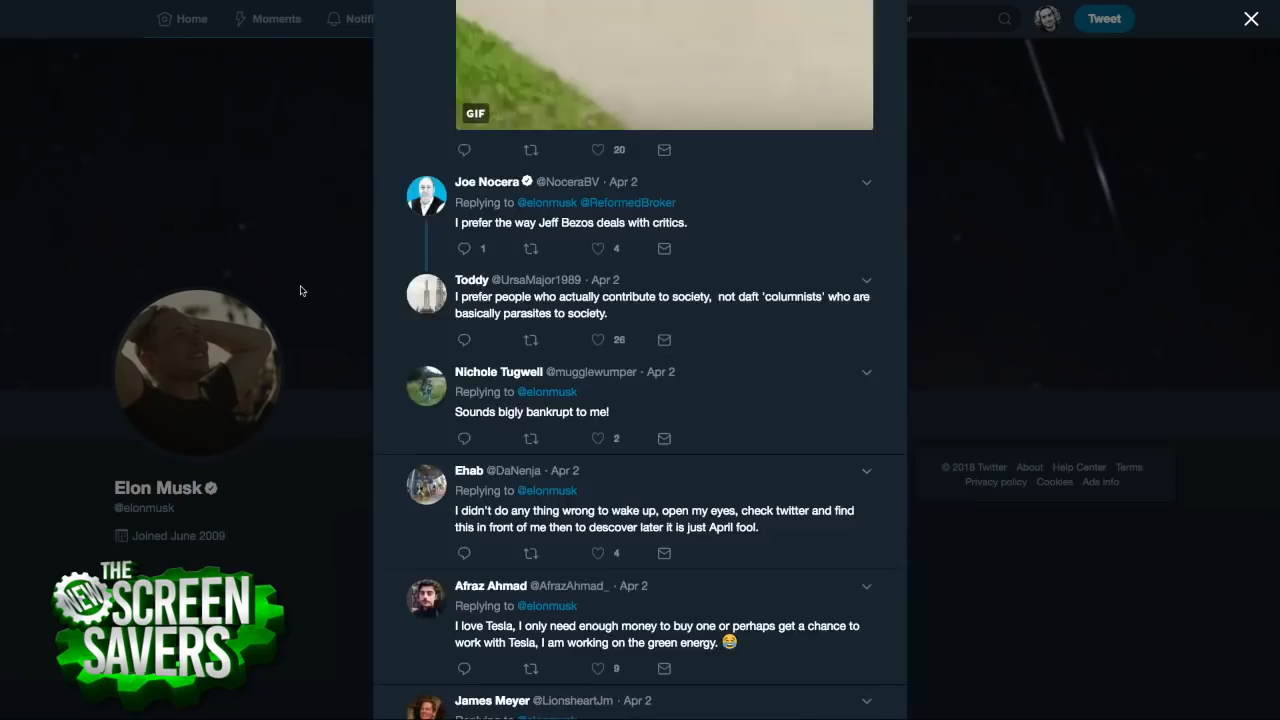 Home
Moments
Notifi
r
Tweet
GIF
20
Joe Nocera @NoceraBV · Apr 2
Replying to @elonmusk @ReformedBroker
I prefer the way Jeff Bezos deals with critics.
1
4
Toddy @UrsaMajor1989 · Apr 2
I prefer people who actually contribute to society, not daft 'columnists' who are
basically parasites to society.
26
Nichole Tugwell @mugglewumper · Apr 2
Replying to @elonmusk
Sounds bigly bankrupt to me!
2
Ehab @DaNenja · Apr 2
Replying to @elonmusk
I didn't do any thing wrong to wake up, open my eyes, check twitter and find
this in front of me then to descover later it is just April fool.
4
Afraz Ahmad @AfrazAhmad_ · Apr 2
Replying to @elonmusk
I love Tesla, I only need enough money to buy one or perhaps get a chance to
work with Tesla, I am working on the green energy. 😂
9
James Meyer @LionsheartJm · Apr 2
Replying to @elonmusk
Elon Musk
@elonmusk
Joined June 2009
© 2018 Twitter About Help Center Terms
Privacy policy Cookies Ads info
THE
NEW SCREEN
SAVERS